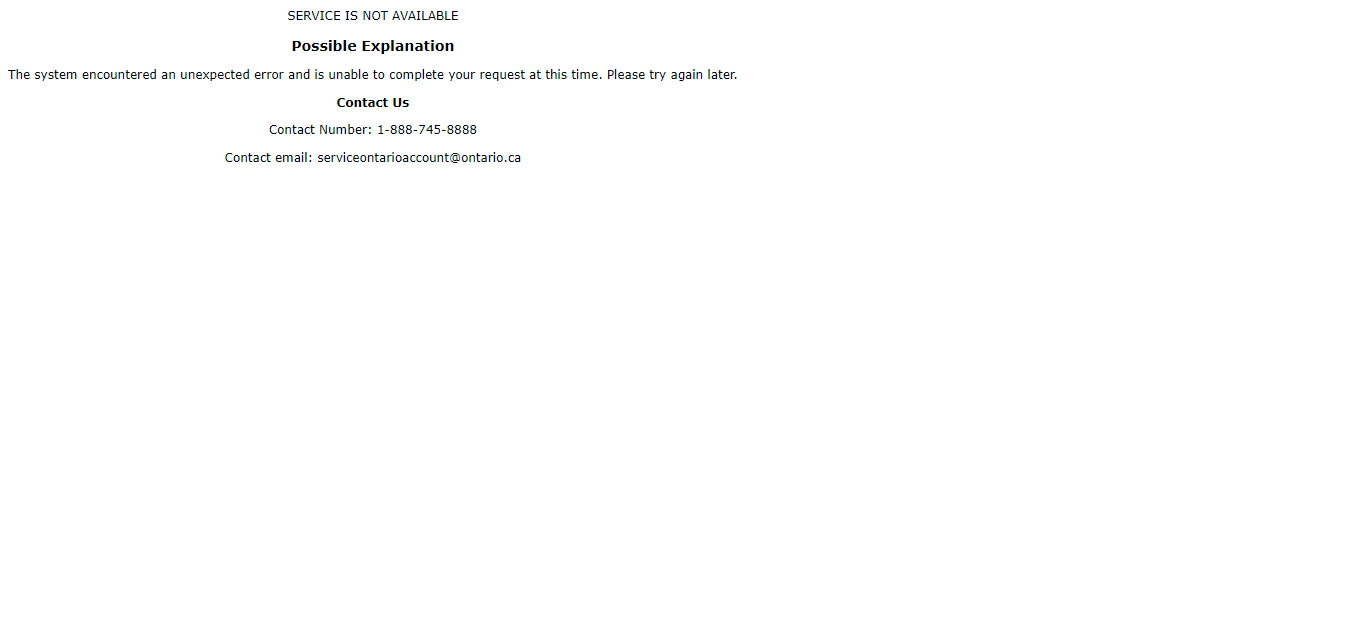 SERVICE IS NOT AVAILABLE
Possible Explanation
The system encountered an unexpected error and is unable to complete your request at this time. Please try again later.
Contact Us
Contact Number: 1-888-745-8888
Contact email: serviceontarioaccount@ontario.ca